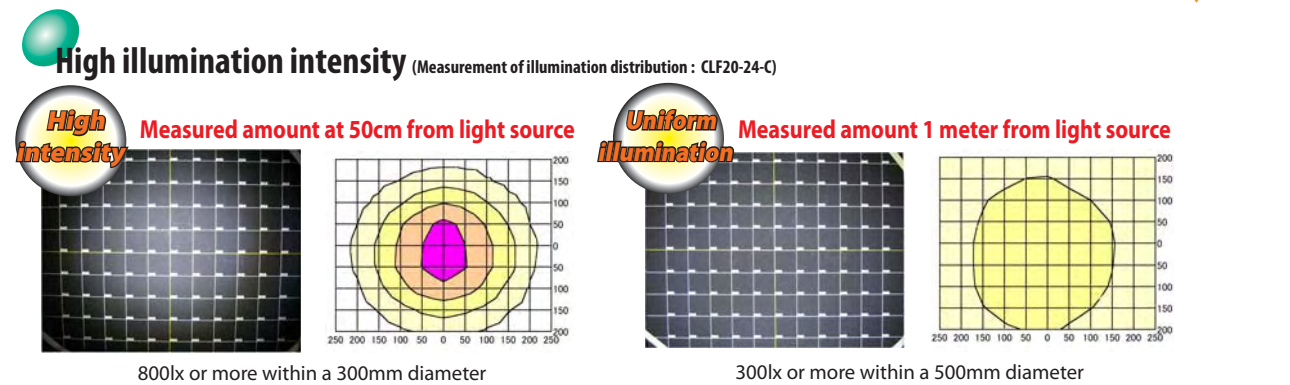 High illumination intensity (Measurement of illumination distribution : CLF20-24-C)
High
intensity
Measured amount at 50cm from light source
200
150
100
50
0
50
100
150
200
250 200 150 100 50 0 50 100 150 200 250
800lx or more within a 300mm diameter
Uniform
illumination
Measured amount 1 meter from light source
200
150
100
50
0
50
100
150
200
250 200 150 100 50 0 50 100 150 200 250
300lx or more within a 500mm diameter